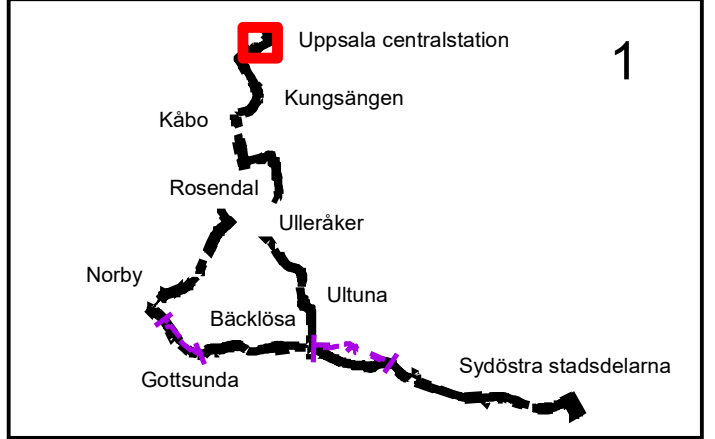 Uppsala centralstation
1
Kungsängen
Kåbo
Rosendal
Ulleråker
Norby
Ultuna
Bäcklösa
Sydöstra stadsdelarna
Gottsunda